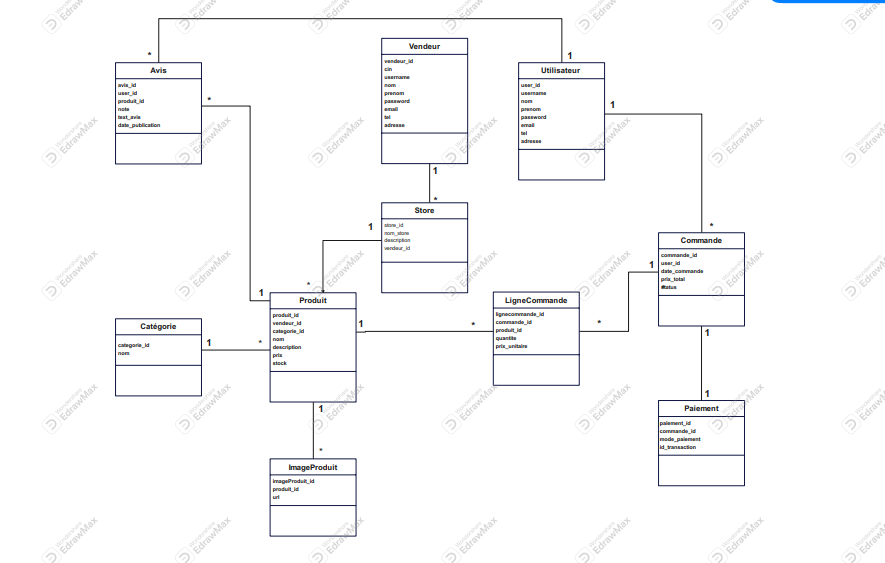 *
1
Avis
avis_id
user_id
produit_id
note
text_avis
date_publication
*
1
Vendeur
vendeur_id
cin
username
nom
prenom
password
email
tel
adresse
1
*
Utilisateur
user_id
username
nom
prenom
password
email
tel
adresse
1
*
Store
store_id
nom_store
description
vendeur_id
1
*
Commande
commande_id
user_id
date_commande
prix_total
status
1
*
1
1
Produit
produit_id
vendeur_id
categorie_id
nom
description
prix
stock
1
*
LigneCommande
lignecommande_id
commande_id
produit_id
quantite
prix_unitaire
Catégorie
categorie_id
nom
1
*
Paiement
paiement_id
commande_id
mode_paiement
id_transaction
1
*
ImageProduit
imageProduit_id
produit_id
url
Wondershare
EdrawMax